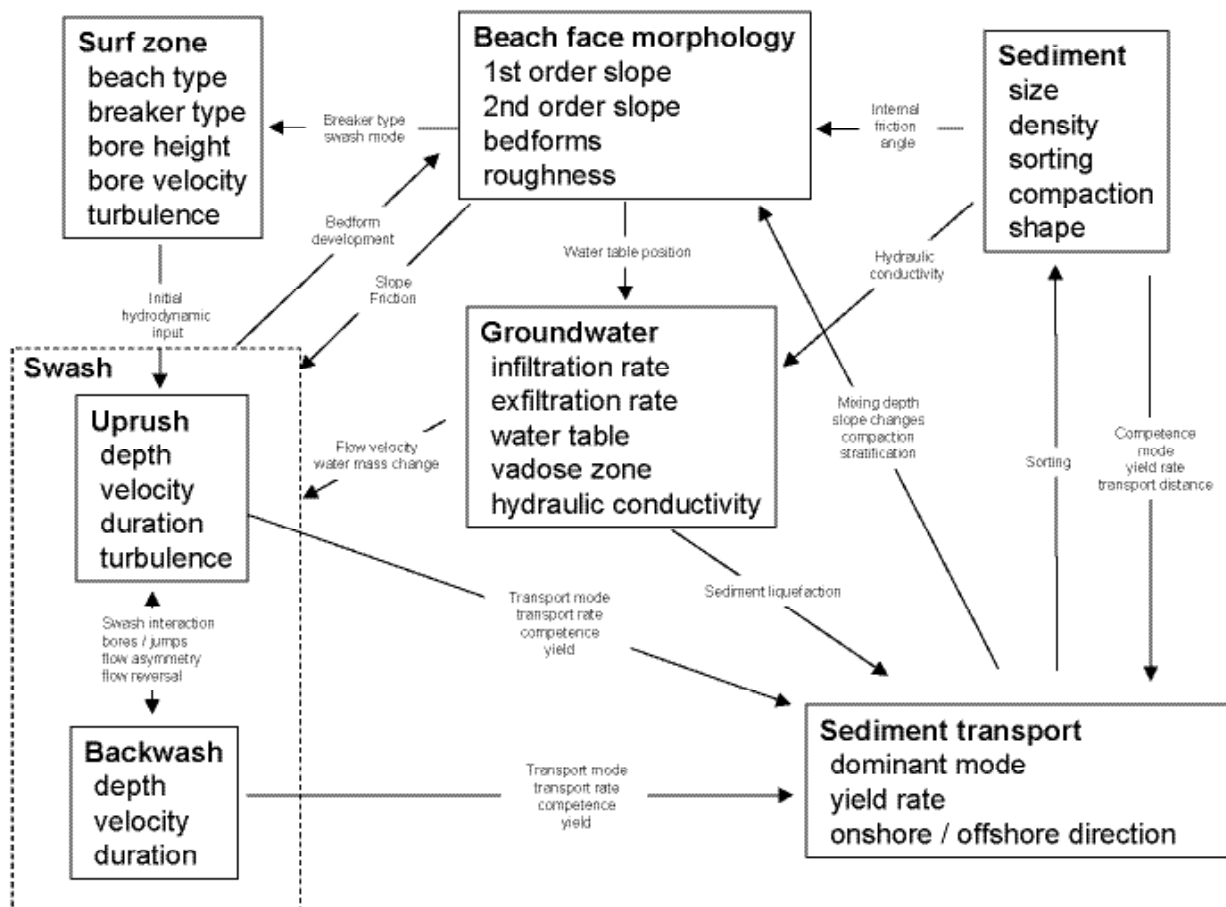 Surf zone
beach type
breaker type
bore height
bore velocity
turbulence
Breaker type
swash mode
Beach face morphology
1st order slope
2nd order slope
bedforms
roughness
Internal
friction
angle
Sediment
size
density
sorting
compaction
shape
Bedform
development
Slope
Friction
Water table position
Hydraulic
conductivity
Initial
hydrodynamic
input
Swash
Uprush
depth
velocity
duration
turbulence
Flow velocity
water mass change
Groundwater
infiltration rate
exfiltration rate
water table
vadose zone
hydraulic conductivity
Mixing depth
slope changes
compaction
stratification
Sorting
Competence
mode
yield rate
transport distance
Swash interaction
bores / jumps
flow asymmetry
flow reversal
Transport mode
transport rate
competence
yield
Sediment liquefaction
Backwash
depth
velocity
duration
Transport mode
transport rate
competence
yield
Sediment transport
dominant mode
yield rate
onshore / offshore direction